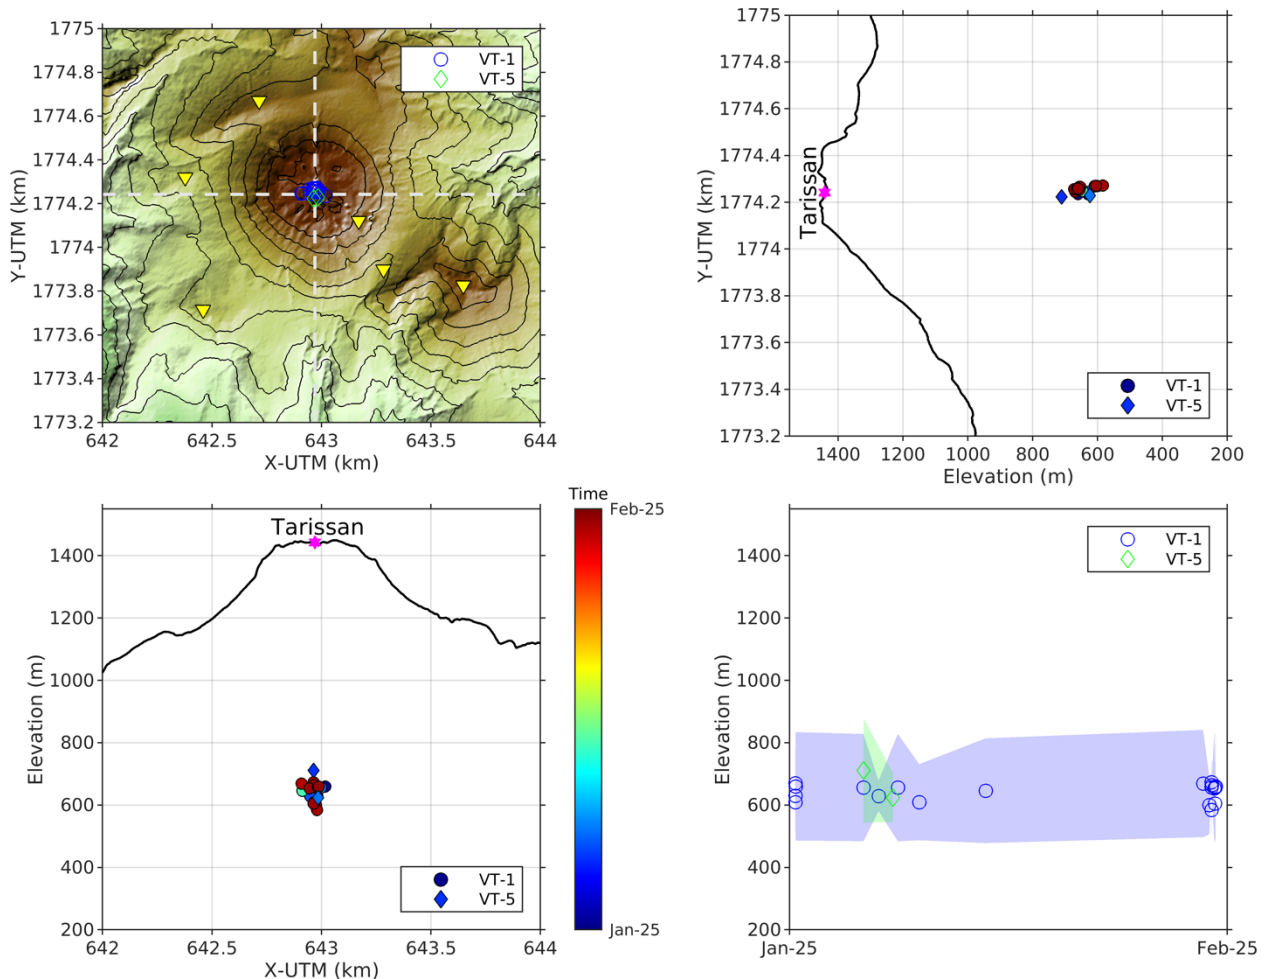 1775
1774.8
1774.6
1774.4
1774.2
1774
1773.8
1773.6
1773.4
1773.2
Y-UTM (km)
642
642.5
643
643.5
644
X-UTM (km)
VT-1
VT-5
1775
1774.8
1774.6
1774.4
1774.2
1774
1773.8
1773.6
1773.4
1773.2
Y-UTM (km)
Tarissan
VT-1
VT-5
1400
1200
1000
800
600
400
200
Elevation (m)
Tarissan
1400
1200
1000
800
600
400
200
Elevation (m)
VT-1
VT-5
642
642.5
643
643.5
644
X-UTM (km)
Time
Feb-25
Jan-25
VT-1
VT-5
1400
1200
1000
800
600
400
200
Elevation (m)
Jan-25
Feb-25